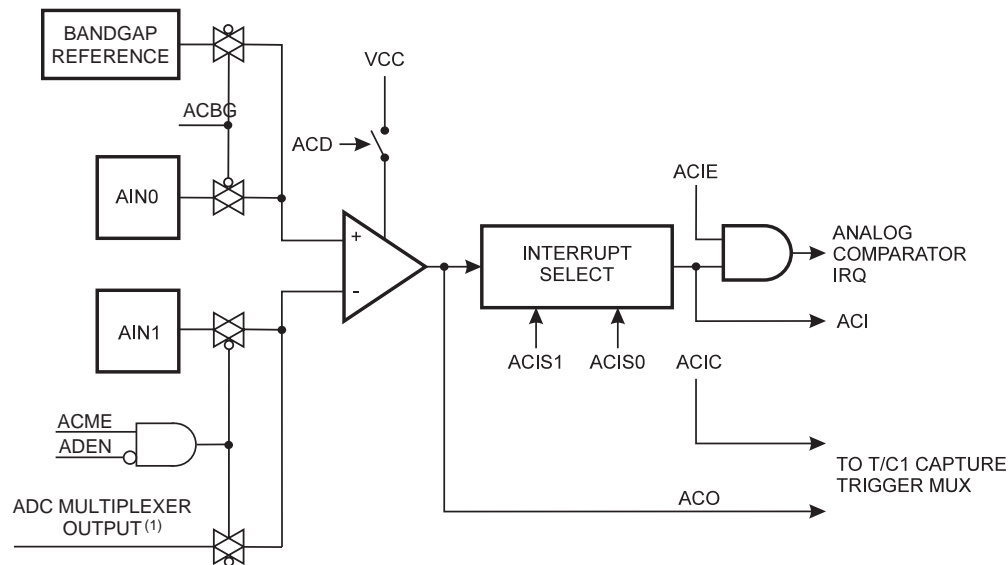 BANDGAP
REFERENCE
VCC
ACBG
ACD
AIN0
ACIE
+
INTERRUPT
SELECT
ANALOG
COMPARATOR
IRQ
-
AIN1
ACI
ACIS1
ACIS0
ACIC
ACME
ADEN
TO T/C1 CAPTURE
TRIGGER MUX
ADC MULTIPLEXER
OUTPUT (1)
ACO